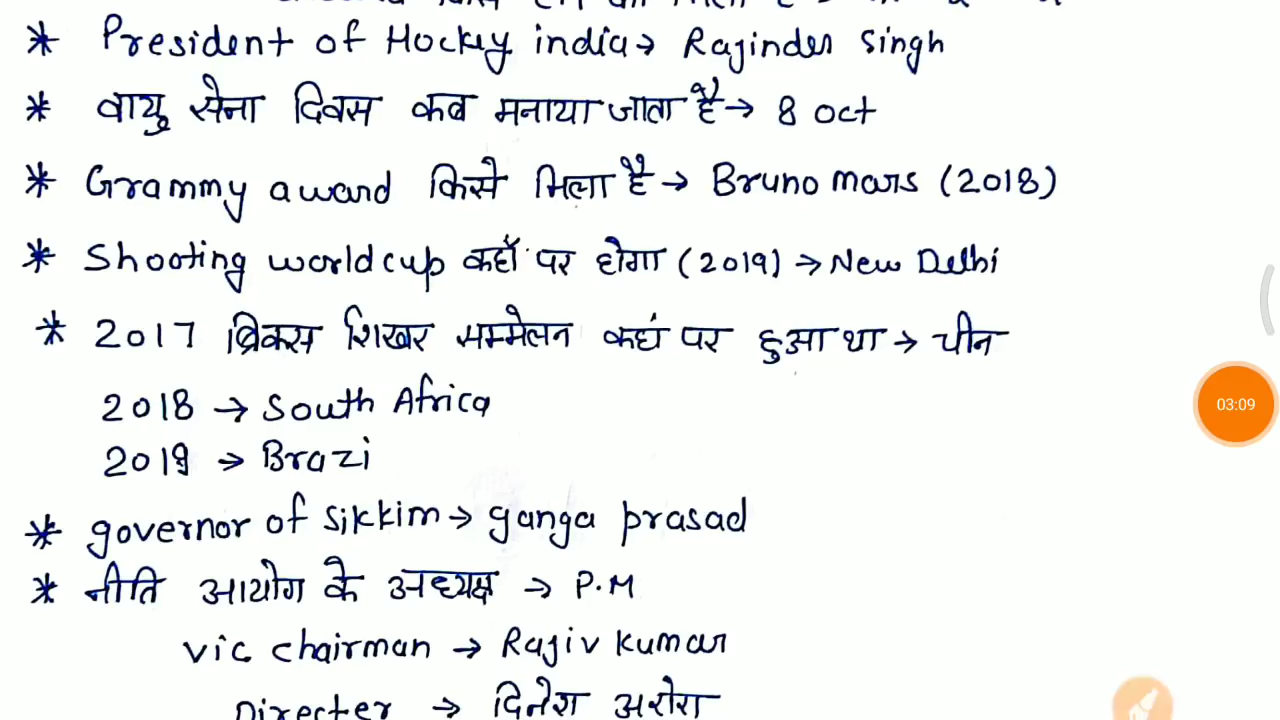 * President of Hockey india→ Rajinder Singh
* वायु सेना दिवस कब मनाया जाता है → 8 oct
* Grammy award किसे मिला है → Bruno mars (2018)
* Shooting world cup कहाँ पर होगा (2019) → New Delhi
* 2017 ब्रिक्स शिखर सम्मेलन कहां पर हुआ था → चीन
2018 → South Africa
2019 → Brazi
03:09
* governor of sikkim → ganga prasad
* नीति आयोग के अध्यक्ष → P.M
vic chairman → Rajiv kumar
Directer → दिनेश अरोरा